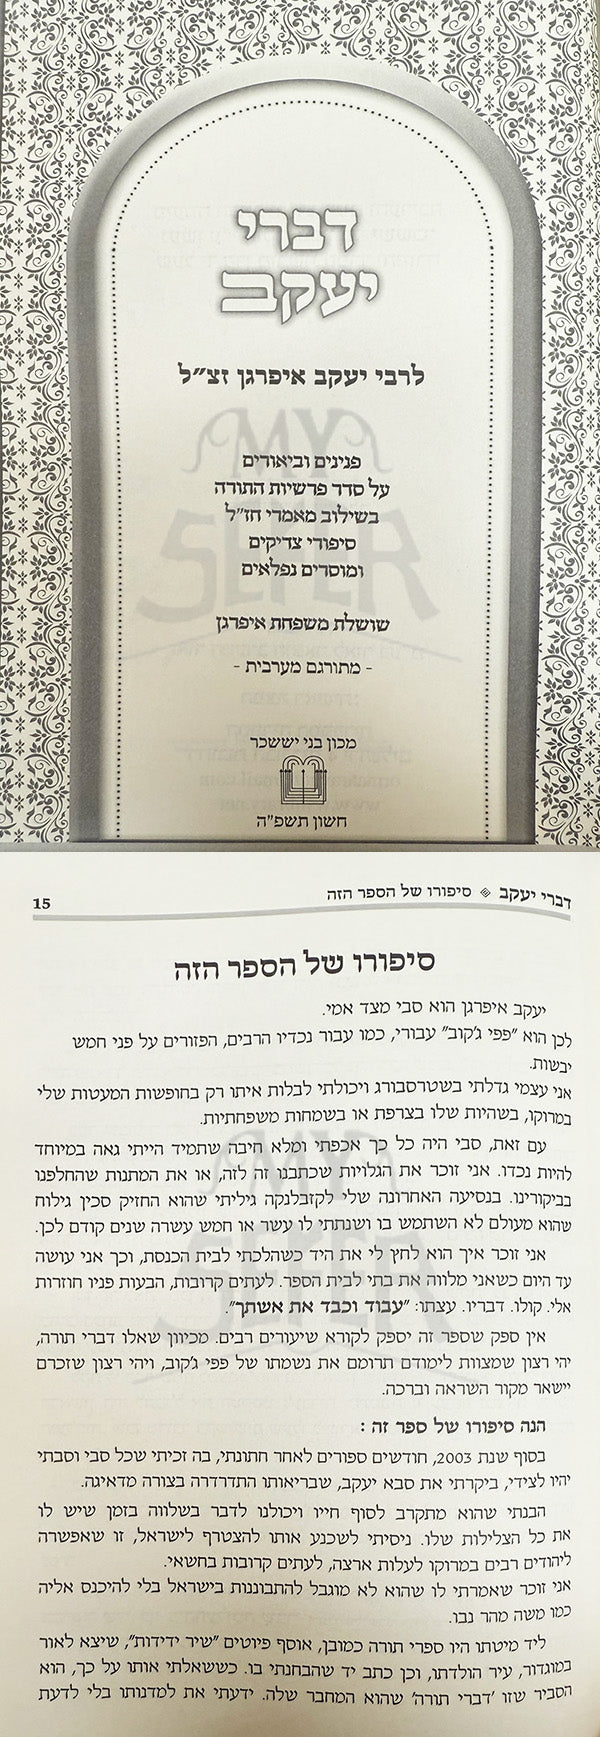 דברי
יעקב
לרבי יעקב איפרגן זצ"ל
פנינים וביאורים
על סדר פרשיות התורה
בשילוב מאמרי חז"ל
סיפורי צדיקים
ומוסרים נפלאים
שושלת משפחת איפרגן
- מתורגם מערבית -
מכון בני יששכר
חשון תשפ"ה
MY
SEFER
דברי יעקב ◈ סיפורו של הספר הזה 15
סיפורו של הספר הזה
יעקב איפרגן הוא סבי מצד אמי.
לכן הוא "פפי ג'קוב" עבורי, כמו עבור נכדיו הרבים, הפזורים על פני חמש
יבשות.
אני עצמי גדלתי בשטרסבורג ויכולתי לבלות איתו רק בחופשות המעטות שלי
במרוקו, בשהיות שלו בצרפת או בשמחות משפחתיות.
עם זאת, סבי היה כל כך אכפתי ומלא חיבה שתמיד הייתי גאה במיוחד
להיות נכדו. אני זוכר את הגלויות שכתבנו זה לזה, או את המתנות שהחלפנו
בביקורינו. בנסיעה האחרונה שלי לקזבלנקה גיליתי שהוא החזיק סכין גילוח
שהוא מעולם לא השתמש בו ושנתתי לו עשר או חמש עשרה שנים קודם לכן.
אני זוכר איך הוא לחץ לי את היד כשהלכתי לבית הכנסת, וכך אני עושה
עד היום כשאני מלווה את בתי לבית הספר. לעתים קרובות, הבעות פניו חוזרות
אלי. קולו. דבריו. עצתו: "עבוד וכבד את אשתך".
אין ספק שספר זה יספק לקורא שיעורים רבים. מכיוון שאלו דברי תורה,
יהי רצון שמצוות לימודם תרומם את נשמתו של פפי ג'קוב, ויהי רצון שזכרם
יישאר מקור השראה וברכה.
הנה סיפורו של ספר זה :
בסוף שנת 2003, חודשים ספורים לאחר חתונתי, בה זכיתי שכל סבי וסבתי
יהיו לצידי, ביקרתי את סבא יעקב, שבריאותו התדרדרה בצורה מדאיגה.
הבנתי שהוא מתקרב לסוף חייו ויכולנו לדבר בשלווה בזמן שיש לו
את כל הצלילות שלו. ניסיתי לשכנע אותו להצטרף לישראל, זו שאפשרה
ליהודים רבים במרוקו לעלות ארצה, לעתים קרובות בחשאי.
אני זוכר שאמרתי לו שהוא לא מוגבל להתבוננות בישראל בלי להיכנס אליה
כמו משה מהר נבו.
ליד מיטתו היו ספרי תורה כמובן, אוסף פיוטים "שיר ידידות", שיצא לאור
במוגדור, עיר הולדתו, וכן כתב יד שהבחנתי בו. כששאלתי אותו על כך, הוא
הסביר שזו 'דברי תורה' שהוא המחבר שלה. ידעתי את למדנותו בלי לדעת
MY
SEFER